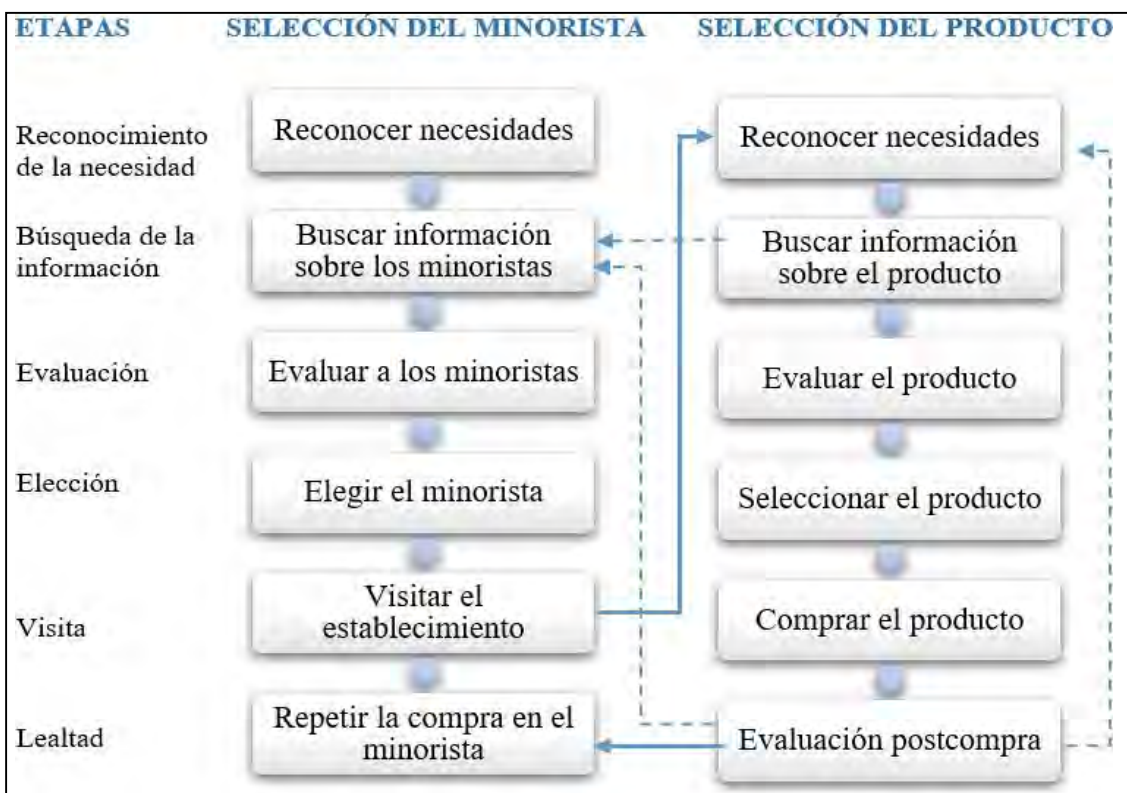 ETAPAS
SELECCIÓN DEL MINORISTA
SELECCIÓN DEL PRODUCTO
Reconocimiento
de la necesidad
Reconocer necesidades
Reconocer necesidades
Búsqueda de la
información
Buscar información
sobre los minoristas
Buscar información
sobre el producto
Evaluación
Evaluar a los minoristas
Evaluar el producto
Elección
Elegir el minorista
Seleccionar el producto
Visita
Visitar el
establecimiento
Comprar el producto
Lealtad
Repetir la compra en el
minorista
Evaluación postcompra